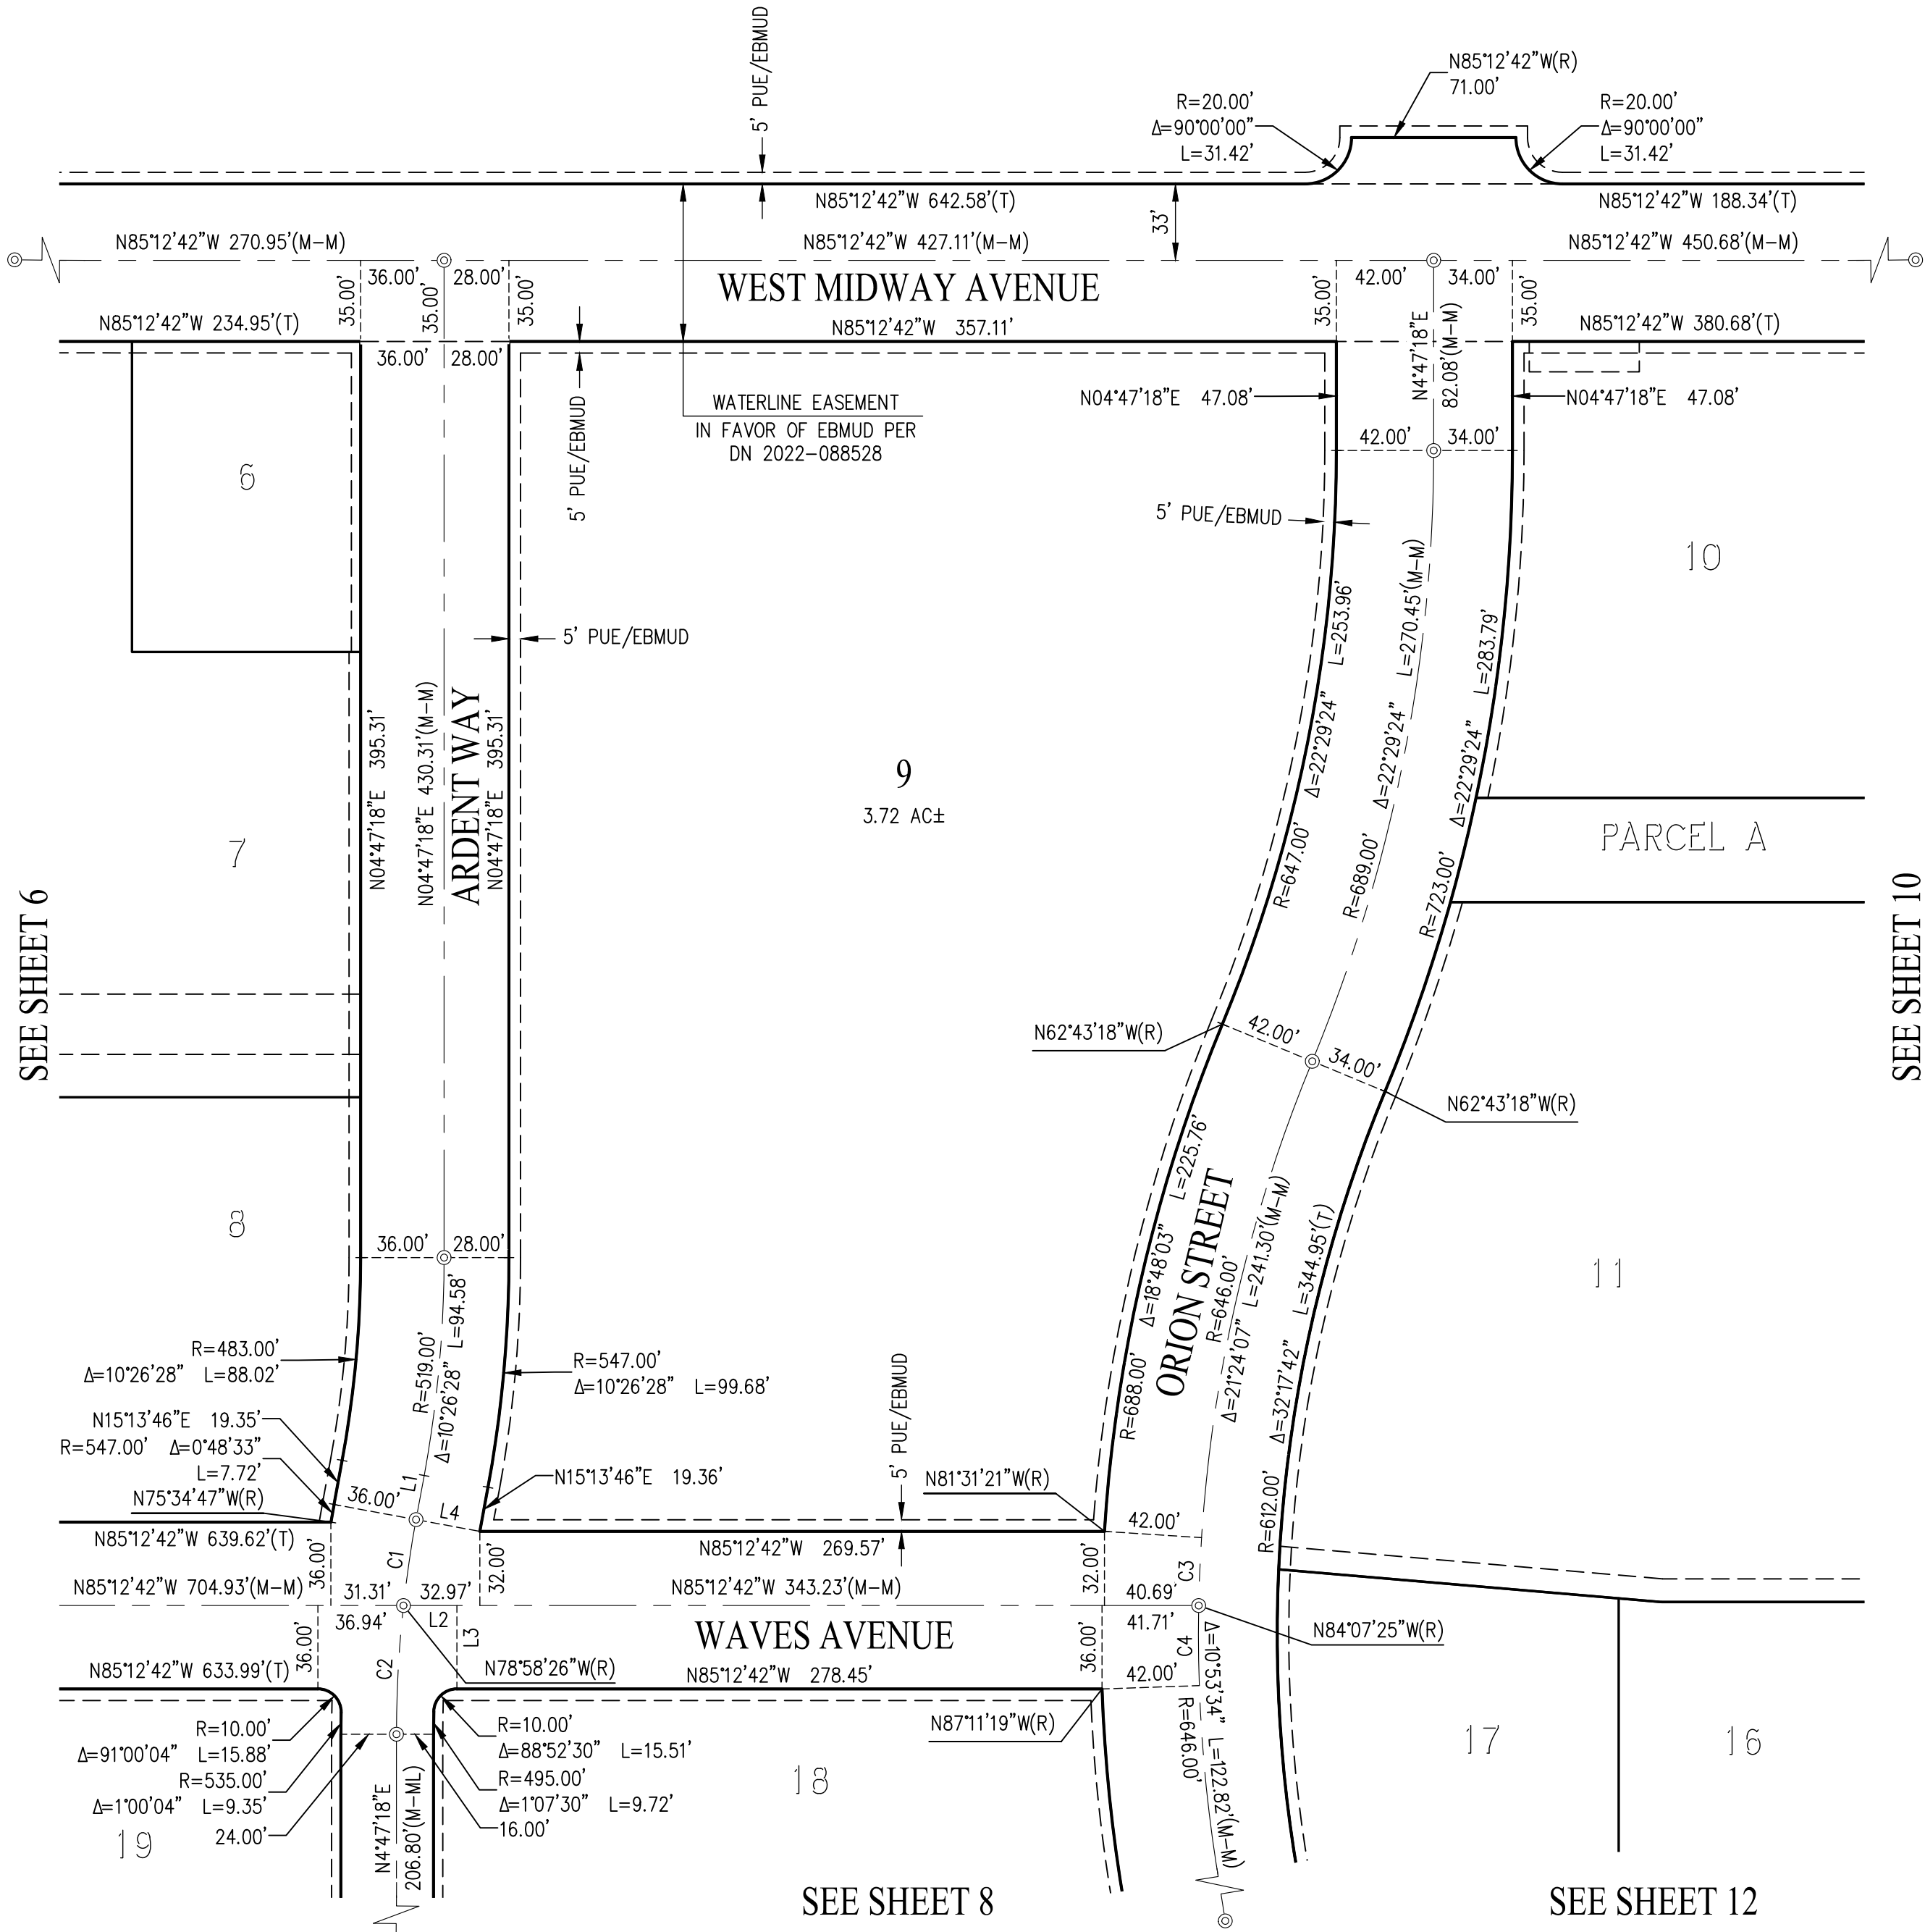 5' PUE/EBMUD
N85°12'42"W(R)
71.00'
R=20.00'
Δ=90°00'00"
L=31.42'
R=20.00'
Δ=90°00'00"
L=31.42'
N85°12'42"W 642.58'(T)
33'
N85°12'42"W 188.34'(T)
N85°12'42"W 270.95'(M-M)
N85°12'42"W 427.11'(M-M)
N85°12'42"W 450.68'(M-M)
36.00'
28.00'
WEST MIDWAY AVENUE
42.00'
34.00'
35.00'
35.00'
35.00'
35.00'
35.00'
N85°12'42"W 234.95'(T)
N85°12'42"W 357.11'
N85°12'42"W 380.68'(T)
36.00'
28.00'
N4°47'18"E
82.08'(M-M)
5' PUE/EBMUD
WATERLINE EASEMENT
IN FAVOR OF EBMUD PER
DN 2022-088528
N04°47'18"E 47.08'
N04°47'18"E 47.08'
42.00'
34.00'
6
5' PUE/EBMUD
10
5' PUE/EBMUD
L=253.96'
Δ=22°29'24"
R=647.00'
L=270.45'(M-M)
Δ=22°29'24"
R=689.00'
L=283.79'
Δ=22°29'24"
R=723.00'
N04°47'18"E 395.31'
N04°47'18"E 430.31'(M-M)
ARDENT WAY
N04°47'18"E 395.31'
9
3.72 AC±
7
PARCEL A
SEE SHEET 6
SEE SHEET 10
N62°43'18"W(R)
42.00'
34.00'
N62°43'18"W(R)
8
36.00'
28.00'
L=225.76'
Δ=18°48'03"
R=688.00'
ORION STREET
R=646.00'
Δ=21°24'07" L=241.30'(M-M)
L=344.95'(T)
Δ=32°17'42"
R=612.00'
11
R=519.00'
Δ=10°26'28" L=94.58'
R=483.00'
Δ=10°26'28" L=88.02'
R=547.00'
Δ=10°26'28" L=99.68'
N15°13'46"E 19.35'
R=547.00' Δ=0°48'33"
L=7.72'
N75°34'47"W(R)
36.00'
L1
L4
N15°13'46"E 19.36'
5' PUE/EBMUD
N81°31'21"W(R)
42.00'
N85°12'42"W 639.62'(T)
36.00'
C1
32.00'
N85°12'42"W 269.57'
32.00'
C3
N85°12'42"W 704.93'(M-M)
31.31'
32.97'
N85°12'42"W 343.23'(M-M)
40.69'
36.94'
L2
L3
WAVES AVENUE
41.71'
N84°07'25"W(R)
36.00'
C2
N78°58'26"W(R)
36.00'
C4
N85°12'42"W 633.99'(T)
N85°12'42"W 278.45'
42.00'
Δ=10°53'34" L=122.82'(M-M)
R=646.00'
R=10.00'
Δ=91°00'04" L=15.88'
R=535.00'
Δ=1°00'04" L=9.35'
24.00'
R=10.00'
Δ=88°52'30" L=15.51'
R=495.00'
Δ=1°07'30" L=9.72'
16.00'
N87°11'19"W(R)
17
16
18
19
N4°47'18"E
206.80'(M-ML)
SEE SHEET 8
SEE SHEET 12